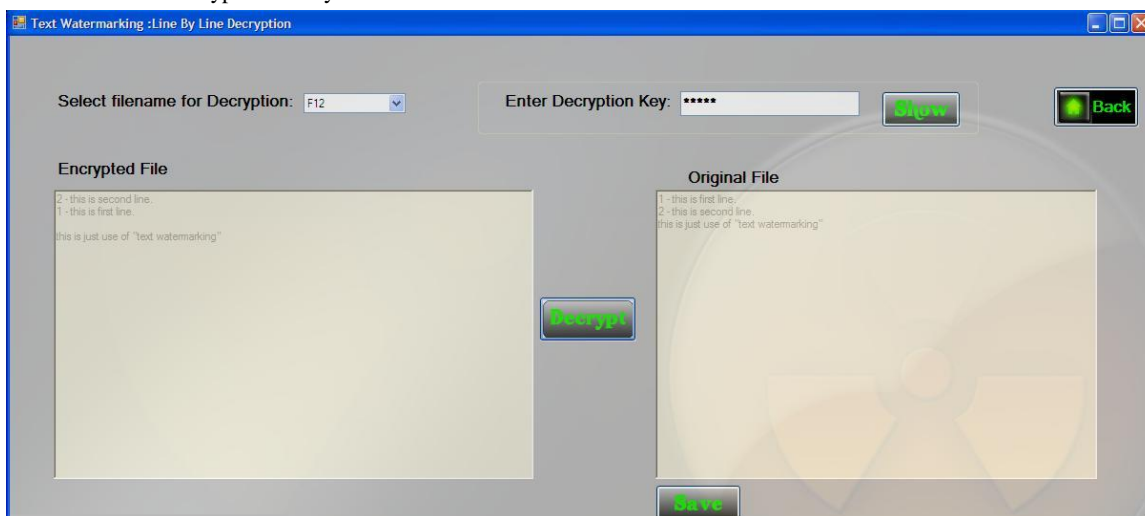 Text Watermarking :Line By Line Decryption
Select filename for Decryption: F12
Enter Decryption Key: *****
Show
Back
Encrypted File
2 - this is second line.
1 - this is first line.
this is just use of "text watermarking"
Decrypt
Original File
1 - this is first line.
2 - this is second line.
this is just use of "text watermarking"
Save